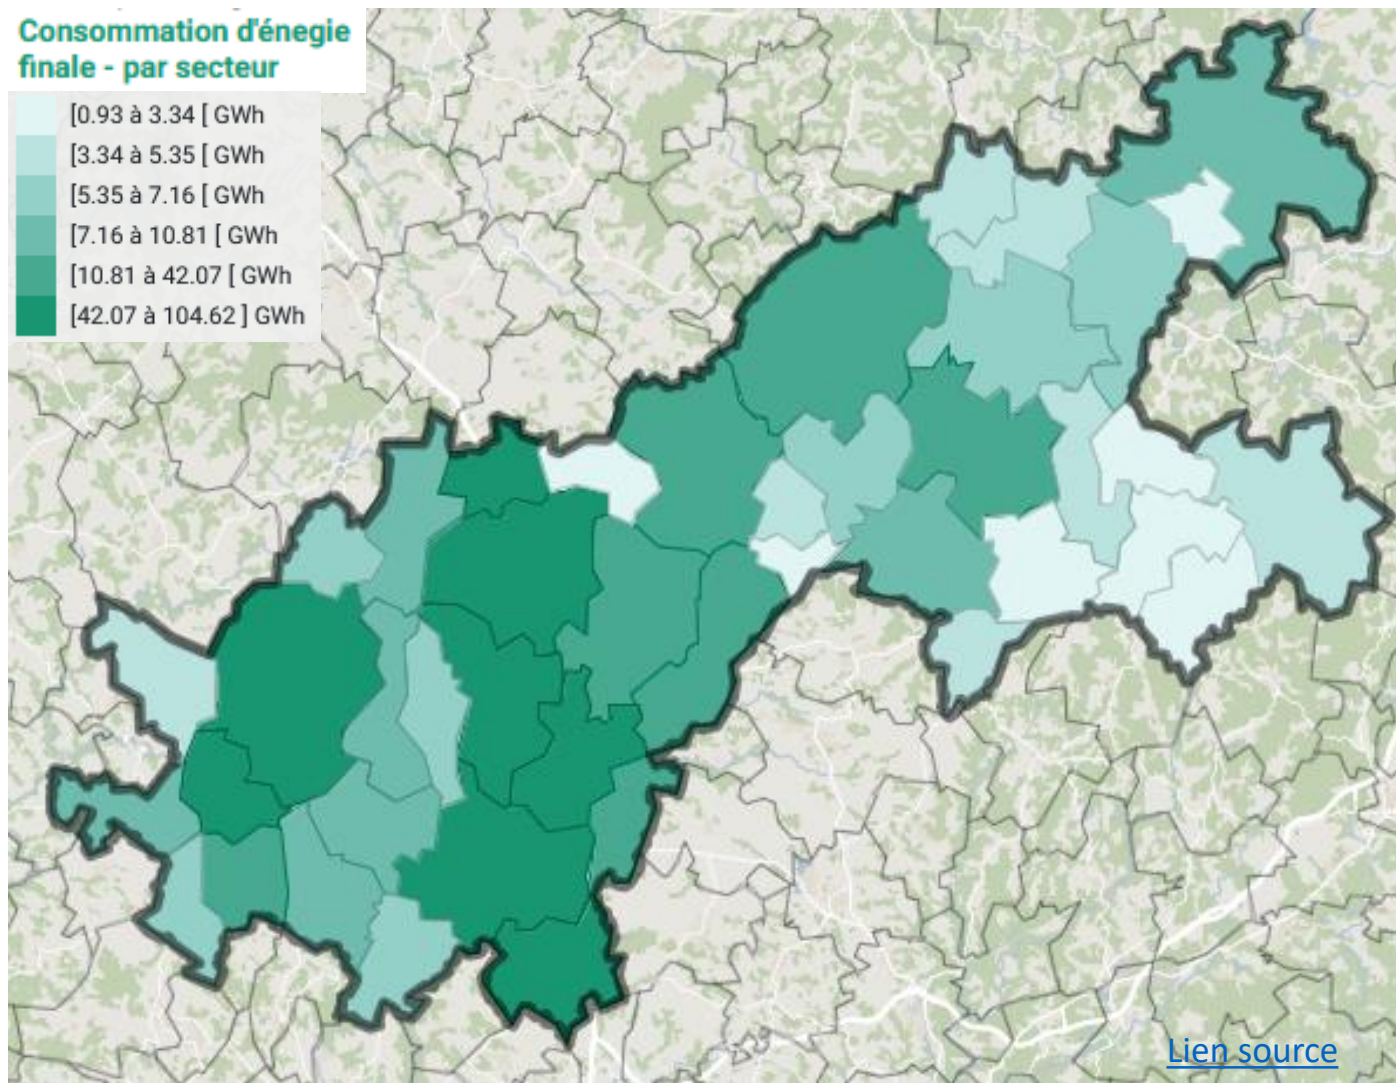 Consommation d'énegie
finale - par secteur
[0.93 à 3.34 [ GWh
[3.34 à 5.35 [ GWh
[5.35 à 7.16 [ GWh
[7.16 à 10.81 [ GWh
[10.81 à 42.07 [ GWh
[42.07 à 104.62 ] GWh
Lien source